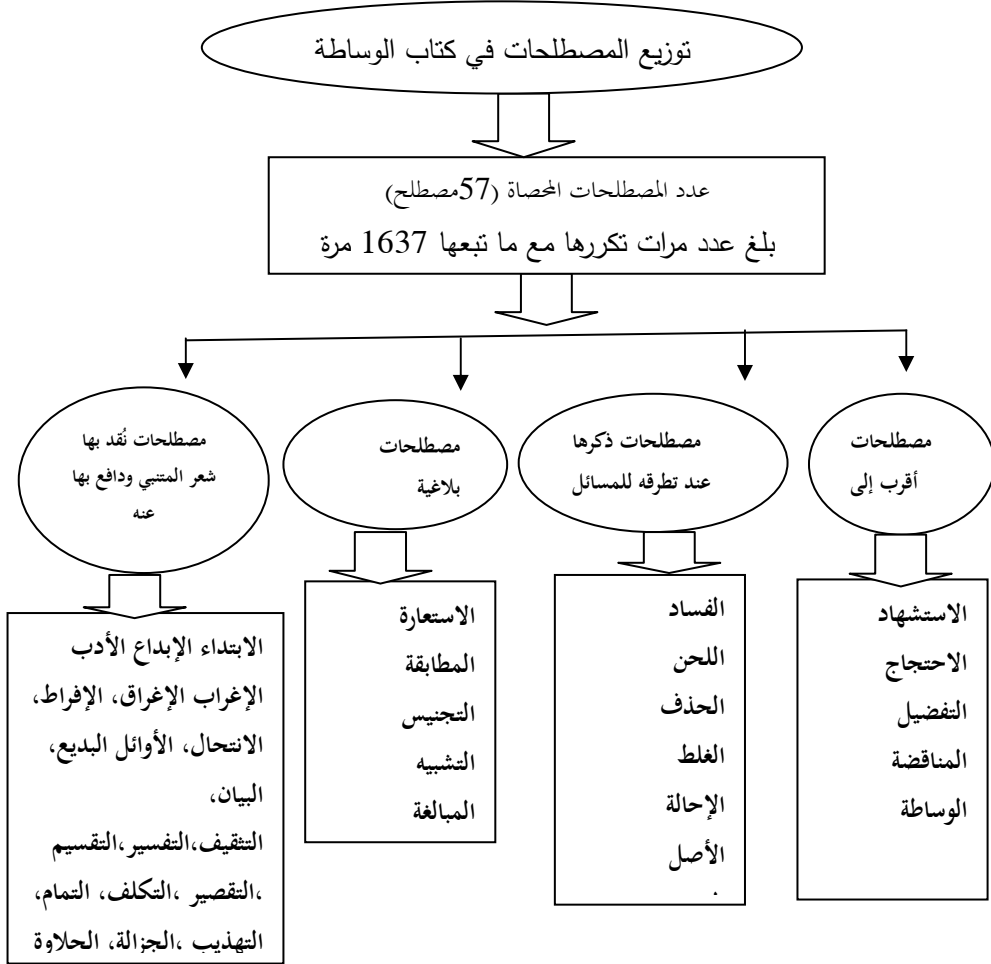 توزيع المصطلحات في كتاب الوساطة
عدد المصطلحات المحصاة (57مصطلح)
بلغ عدد مرات تكررها مع ما تبعها 1637 مرة
مصطلحات
أقرب إلى
مصطلحات ذكرها
عند تطرقه للمسائل
مصطلحات
بلاغية
مصطلحات نُقد بها
شعر المتنبي ودافع بها
عنه
الاستشهاد
الاحتجاج
التفضيل
المناقضة
الوساطة
الفساد
اللحن
الحذف
الغلط
الإحالة
الأصل
الاستعارة
المطابقة
التجنيس
التشبيه
المبالغة
الابتداء الإبداع الأدب
الإغراب الإغراق، الإفراط،
الانتحال، الأوائل البديع،
البيان،
التثقيف،التفسير،التقسيم
،التقصير ،التكلف، التمام،
التهذيب ،الجزالة، الحلاوة